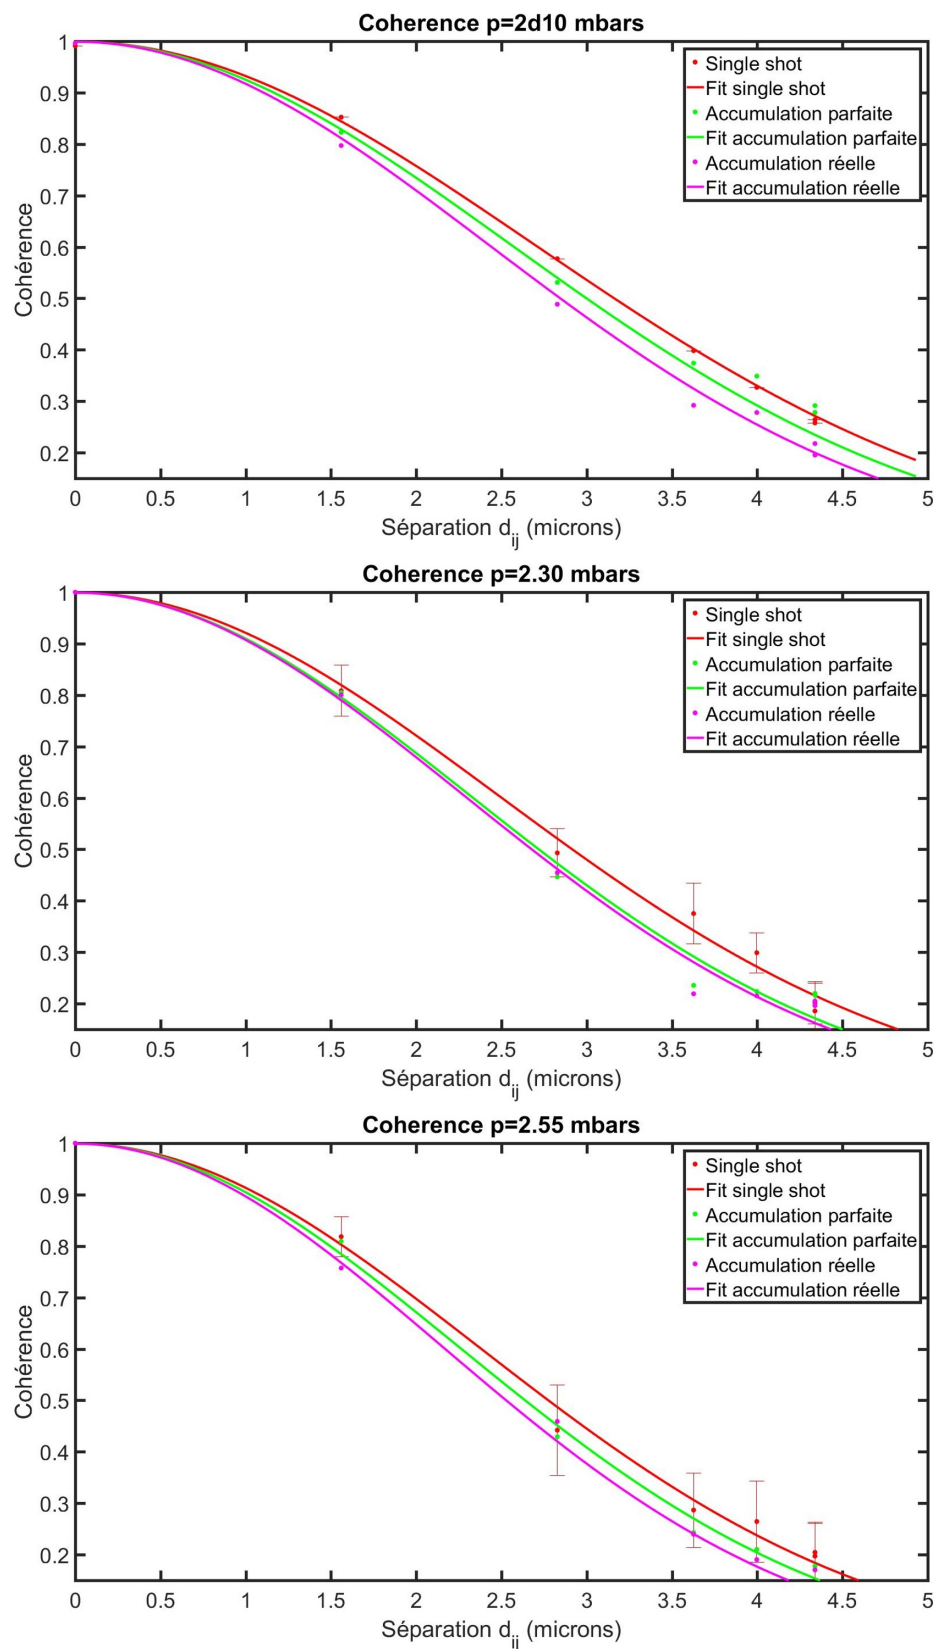 Coherence p=2d10 mbars
Cohérence
1
0.9
0.8
0.7
0.6
0.5
0.4
0.3
0.2
Single shot
Fit single shot
Accumulation parfaite
Fit accumulation parfaite
Accumulation réelle
Fit accumulation réelle
0 0.5 1 1.5 2 2.5 3 3.5 4 4.5 5
Séparation d_ij (microns)
Coherence p=2.30 mbars
Cohérence
1
0.9
0.8
0.7
0.6
0.5
0.4
0.3
0.2
Single shot
Fit single shot
Accumulation parfaite
Fit accumulation parfaite
Accumulation réelle
Fit accumulation réelle
0 0.5 1 1.5 2 2.5 3 3.5 4 4.5 5
Séparation d_ij (microns)
Coherence p=2.55 mbars
Cohérence
1
0.9
0.8
0.7
0.6
0.5
0.4
0.3
0.2
Single shot
Fit single shot
Accumulation parfaite
Fit accumulation parfaite
Accumulation réelle
Fit accumulation réelle
0 0.5 1 1.5 2 2.5 3 3.5 4 4.5 5
Séparation d_ij (microns)